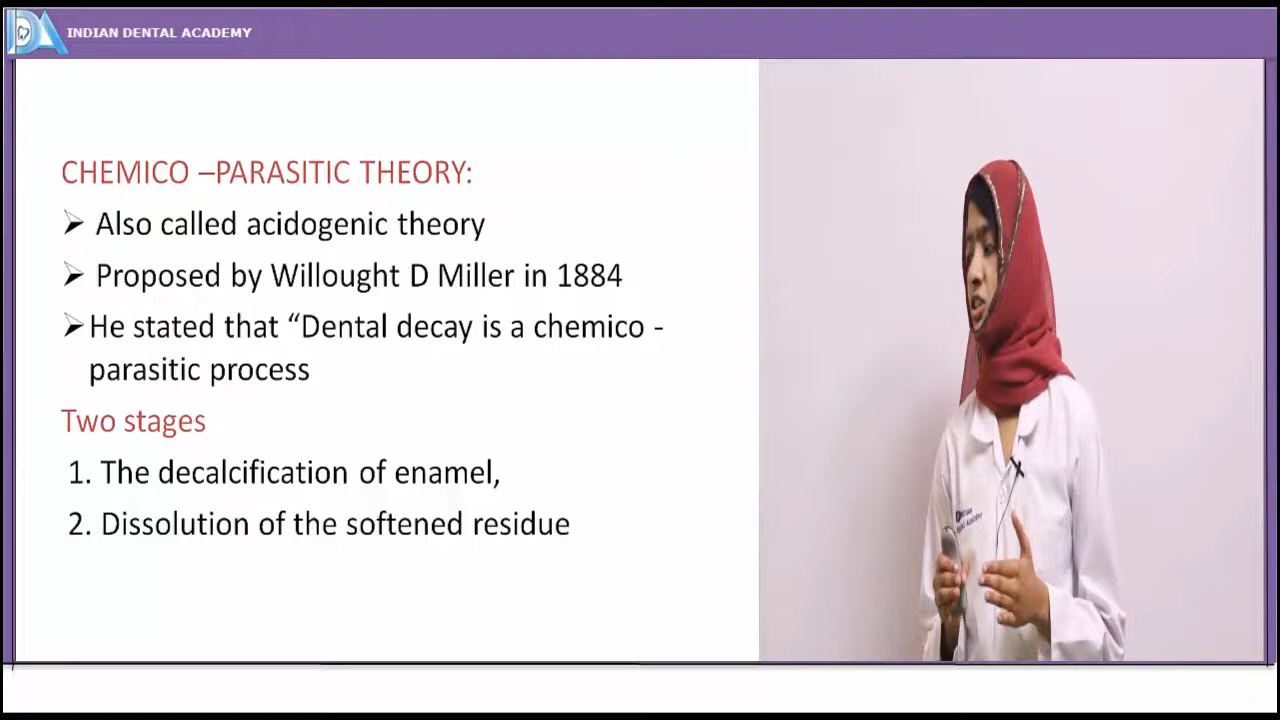 INDIAN DENTAL ACADEMY
CHEMICO –PARASITIC THEORY:
➢ Also called acidogenic theory
➢ Proposed by Willought D Miller in 1884
➢ He stated that “Dental decay is a chemico -
parasitic process
Two stages
1. The decalcification of enamel,
2. Dissolution of the softened residue